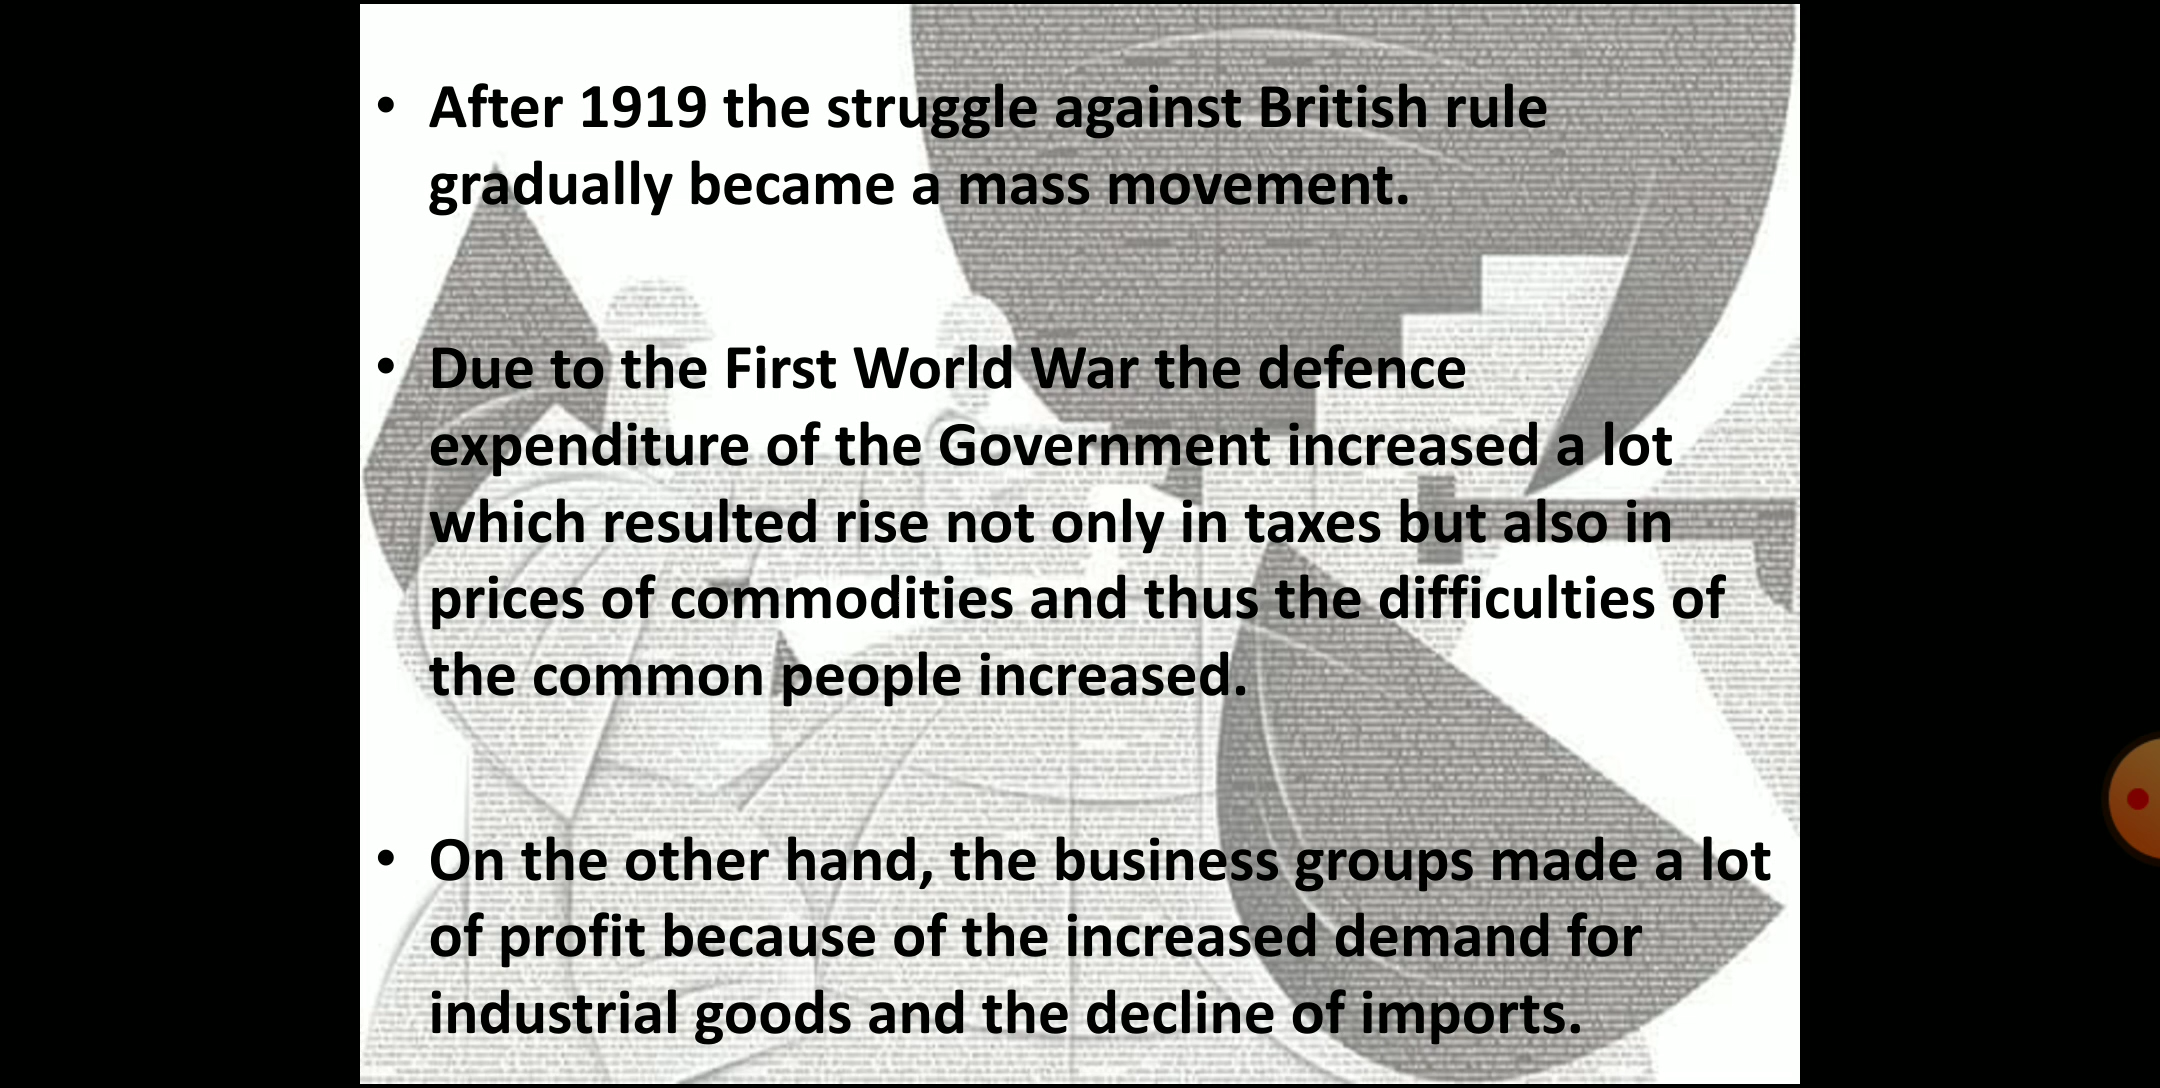 • After 1919 the struggle against British rule
gradually became a mass movement.
• Due to the First World War the defence
expenditure of the Government increased a lot
which resulted rise not only in taxes but also in
prices of commodities and thus the difficulties of
the common people increased.
• On the other hand, the business groups made a lot
of profit because of the increased demand for
industrial goods and the decline of imports.